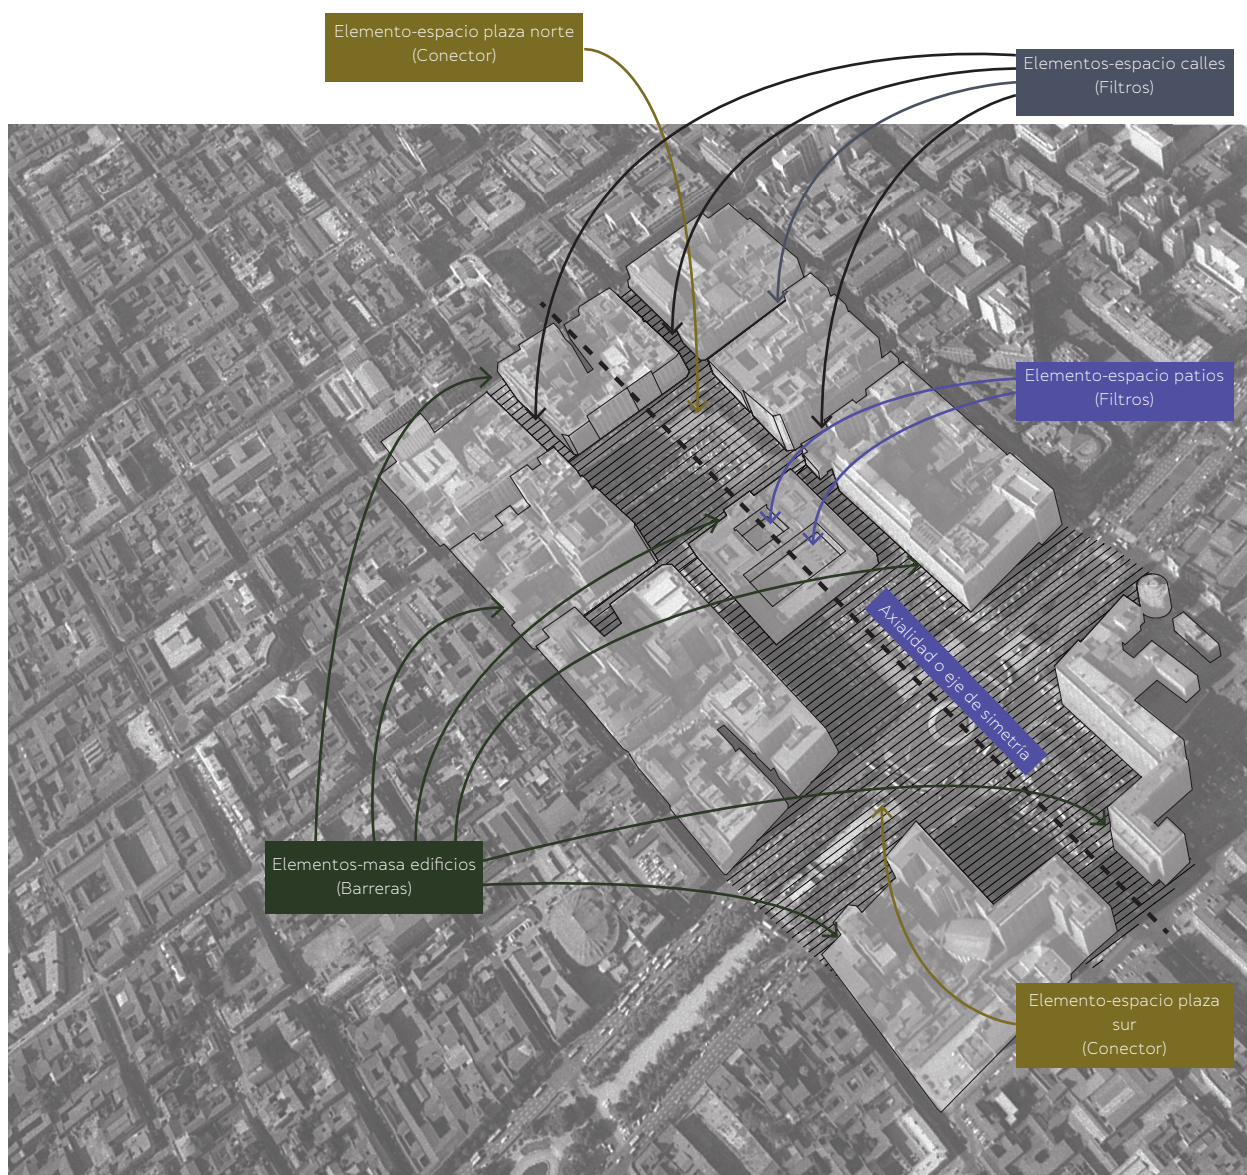 Elemento-espacio plaza norte
(Conector)
Elementos-espacio calles
(Filtros)
Elemento-espacio patios
(Filtros)
Axialidad o eje de simetría
Elementos-masa edificios
(Barreras)
Elemento-espacio plaza
sur
(Conector)